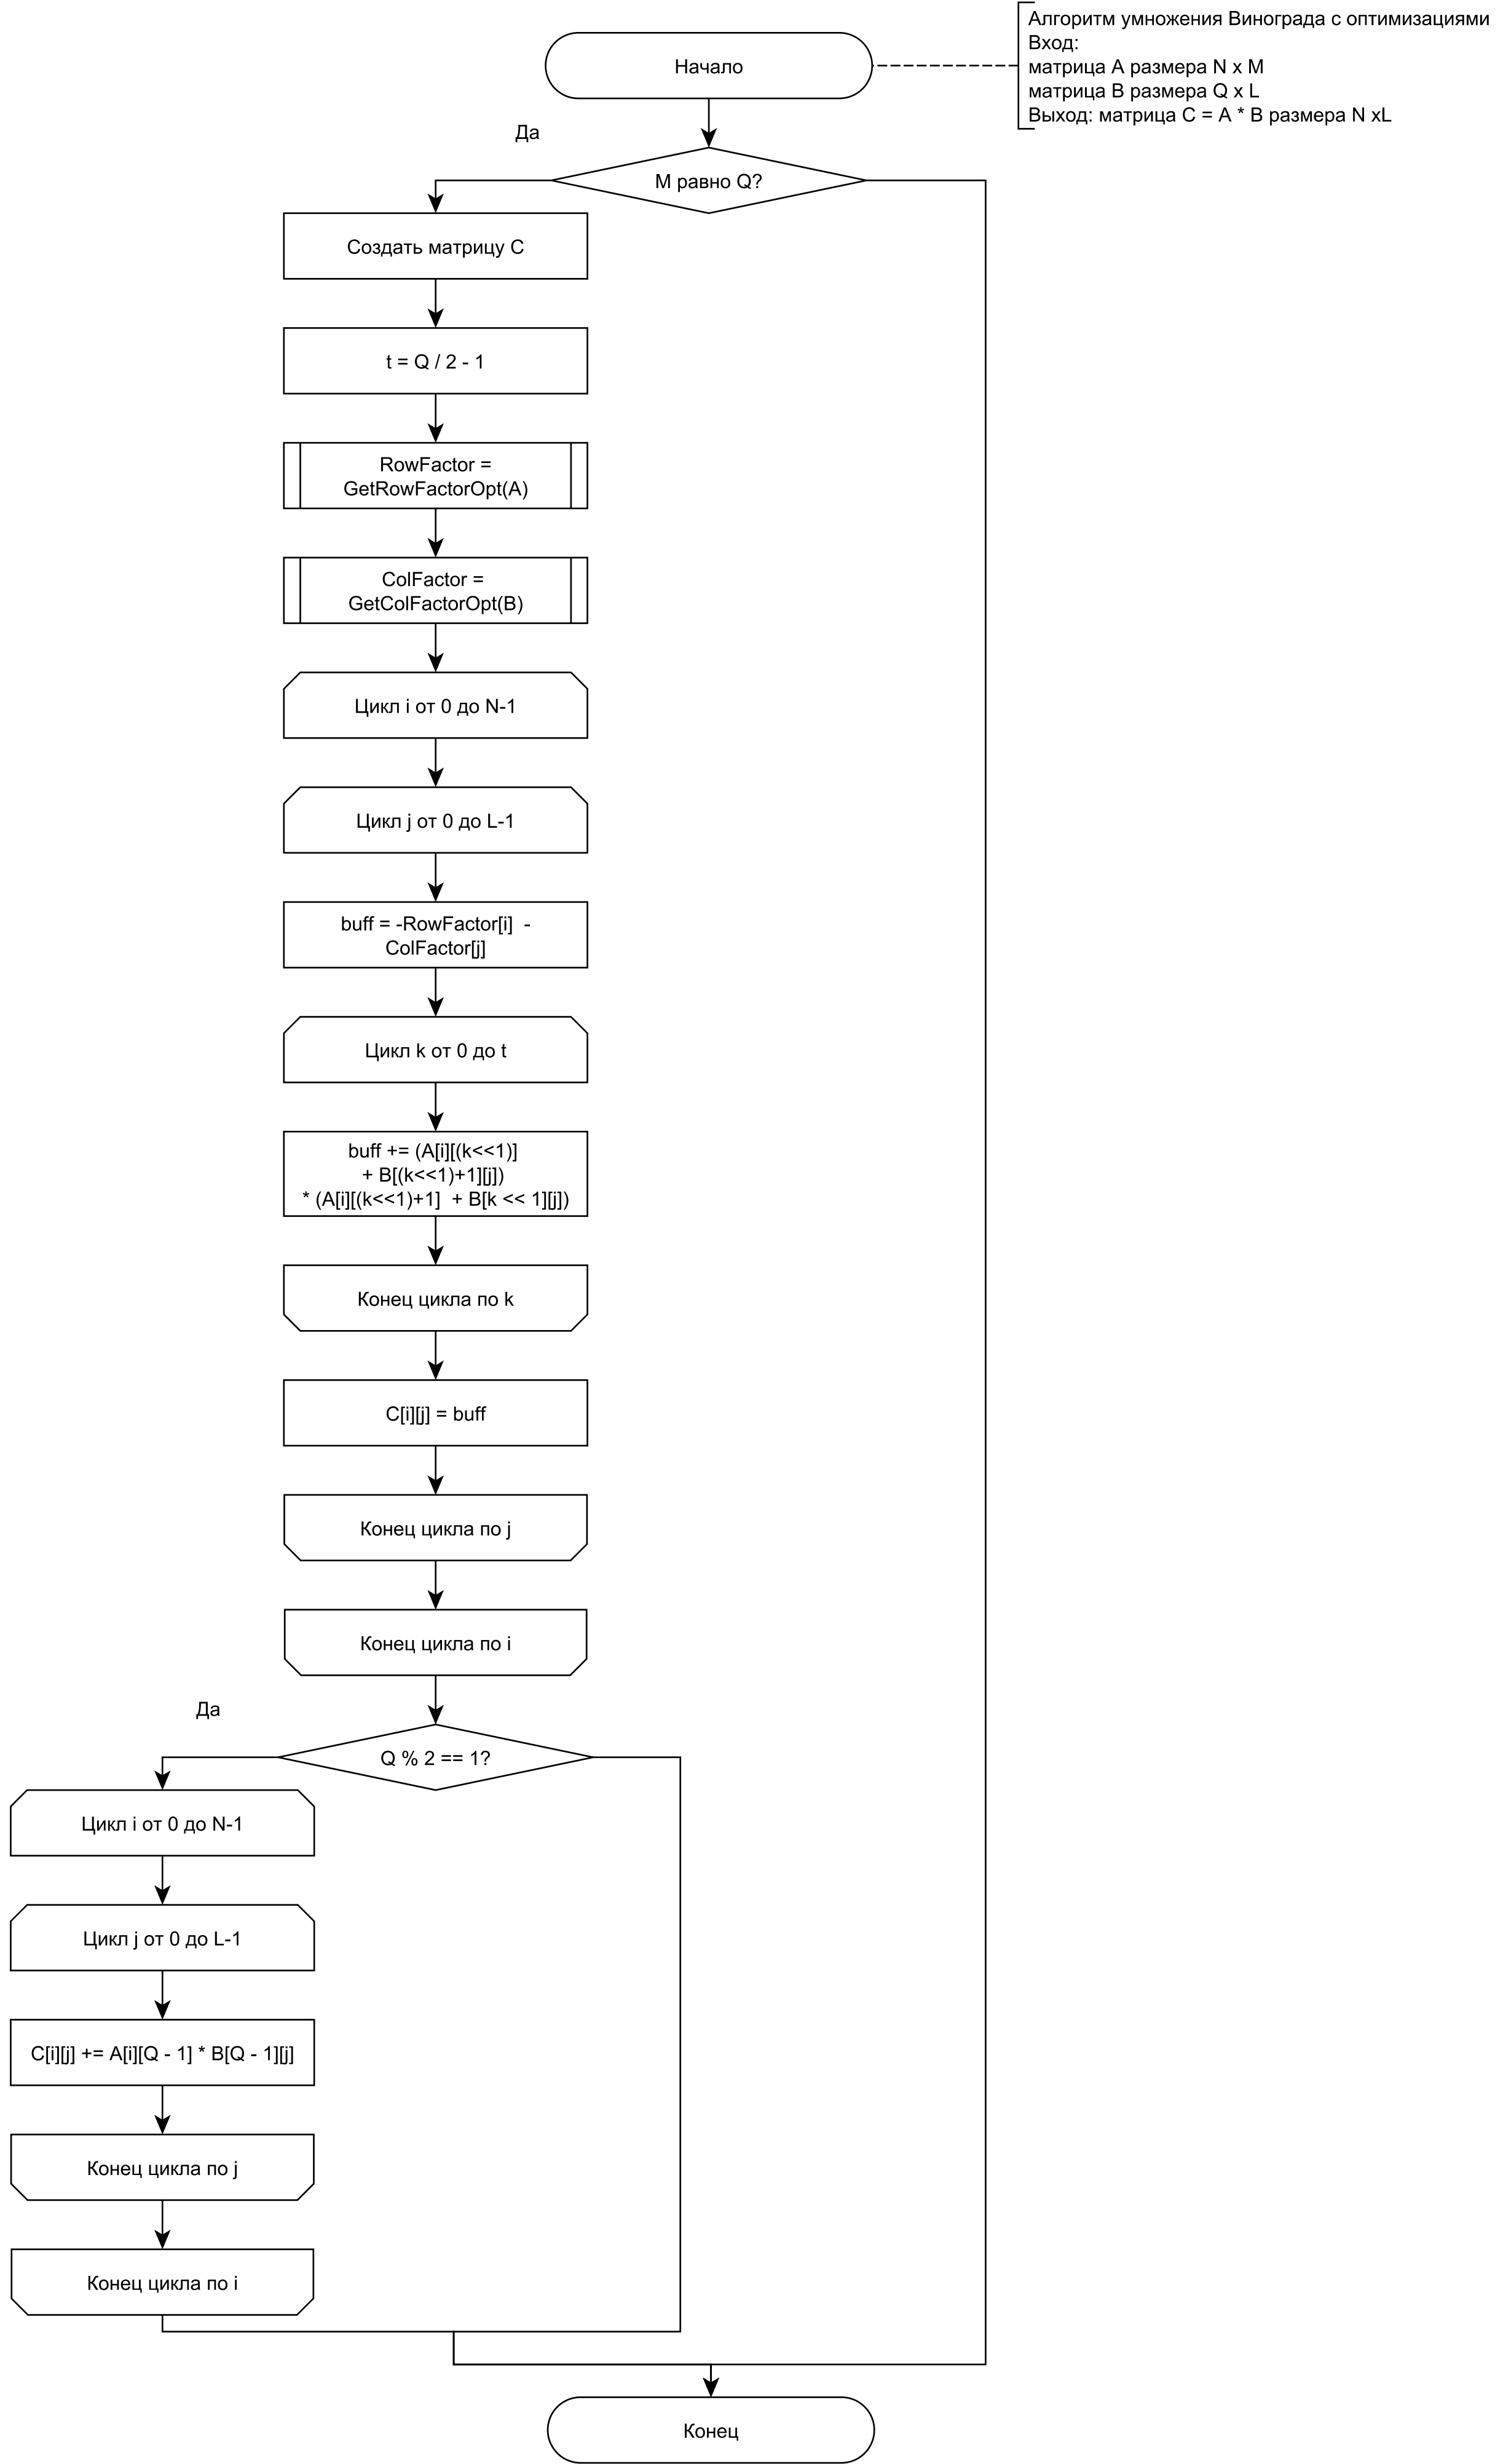 Алгоритм умножения Винограда с оптимизациями
Вход:
матрица A размера N x M
матрица B размера Q x L
Выход: матрица C = A * B размера N xL
Начало
Да
M равно Q?
Создать матрицу C
t = Q / 2 - 1
RowFactor =
GetRowFactorOpt(A)
ColFactor =
GetColFactorOpt(B)
Цикл i от 0 до N-1
Цикл j от 0 до L-1
buff = -RowFactor[i]  -
ColFactor[j]
Цикл k от 0 до t
buff += (A[i][(k<<1)]
+ B[(k<<1)+1][j])
* (A[i][(k<<1)+1]  + B[k << 1][j])
Конец цикла по k
C[i][j] = buff
Конец цикла по j
Конец цикла по i
Да
Q % 2 == 1?
Цикл i от 0 до N-1
Цикл j от 0 до L-1
C[i][j] += A[i][Q - 1] * B[Q - 1][j]
Конец цикла по j
Конец цикла по i
Конец